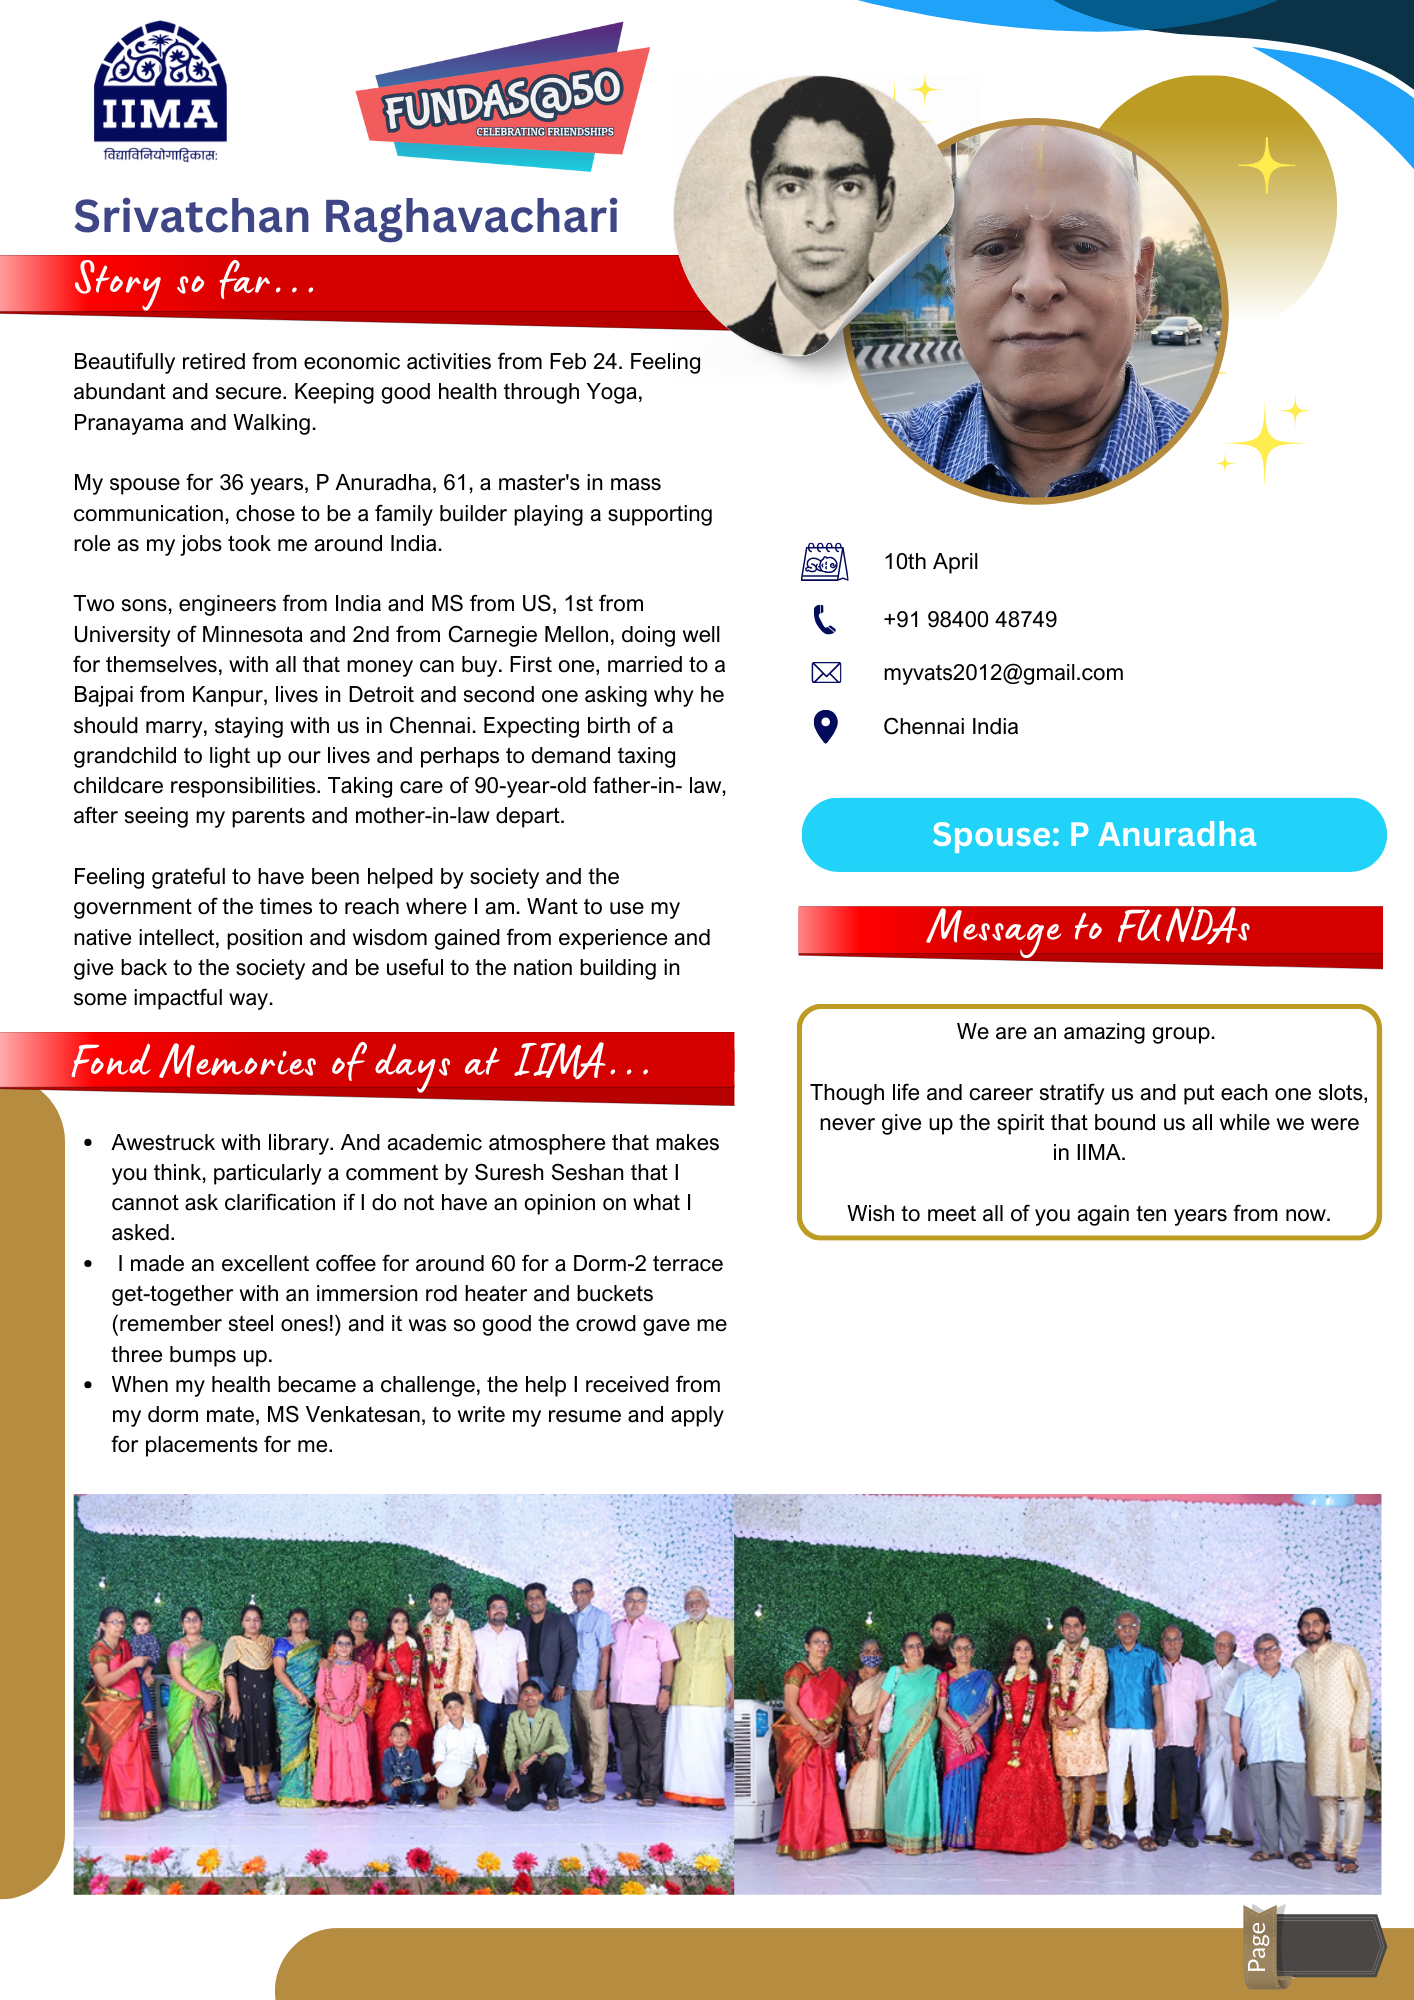 IIMA
विद्याविनियोगाद्विकास:
FUNDAS@50
CELEBRATING FRIENDSHIPS
Srivatchan Raghavachari
Story so far...
Beautifully retired from economic activities from Feb 24. Feeling
abundant and secure. Keeping good health through Yoga,
Pranayama and Walking.
My spouse for 36 years, P Anuradha, 61, a master's in mass
communication, chose to be a family builder playing a supporting
role as my jobs took me around India.
Two sons, engineers from India and MS from US, 1st from
University of Minnesota and 2nd from Carnegie Mellon, doing well
for themselves, with all that money can buy. First one, married to a
Bajpai from Kanpur, lives in Detroit and second one asking why he
should marry, staying with us in Chennai. Expecting birth of a
grandchild to light up our lives and perhaps to demand taxing
childcare responsibilities. Taking care of 90-year-old father-in- law,
after seeing my parents and mother-in-law depart.
Feeling grateful to have been helped by society and the
government of the times to reach where I am. Want to use my
native intellect, position and wisdom gained from experience and
give back to the society and be useful to the nation building in
some impactful way.
Fond Memories of days at IIMA...
• Awestruck with library. And academic atmosphere that makes
you think, particularly a comment by Suresh Seshan that I
cannot ask clarification if I do not have an opinion on what I
asked.
• I made an excellent coffee for around 60 for a Dorm-2 terrace
get-together with an immersion rod heater and buckets
(remember steel ones!) and it was so good the crowd gave me
three bumps up.
• When my health became a challenge, the help I received from
my dorm mate, MS Venkatesan, to write my resume and apply
for placements for me.
10th April
+91 98400 48749
myvats2012@gmail.com
Chennai India
Spouse: P Anuradha
Message to FUNDAs
We are an amazing group.
Though life and career stratify us and put each one slots,
never give up the spirit that bound us all while we were
in IIMA.
Wish to meet all of you again ten years from now.
Page